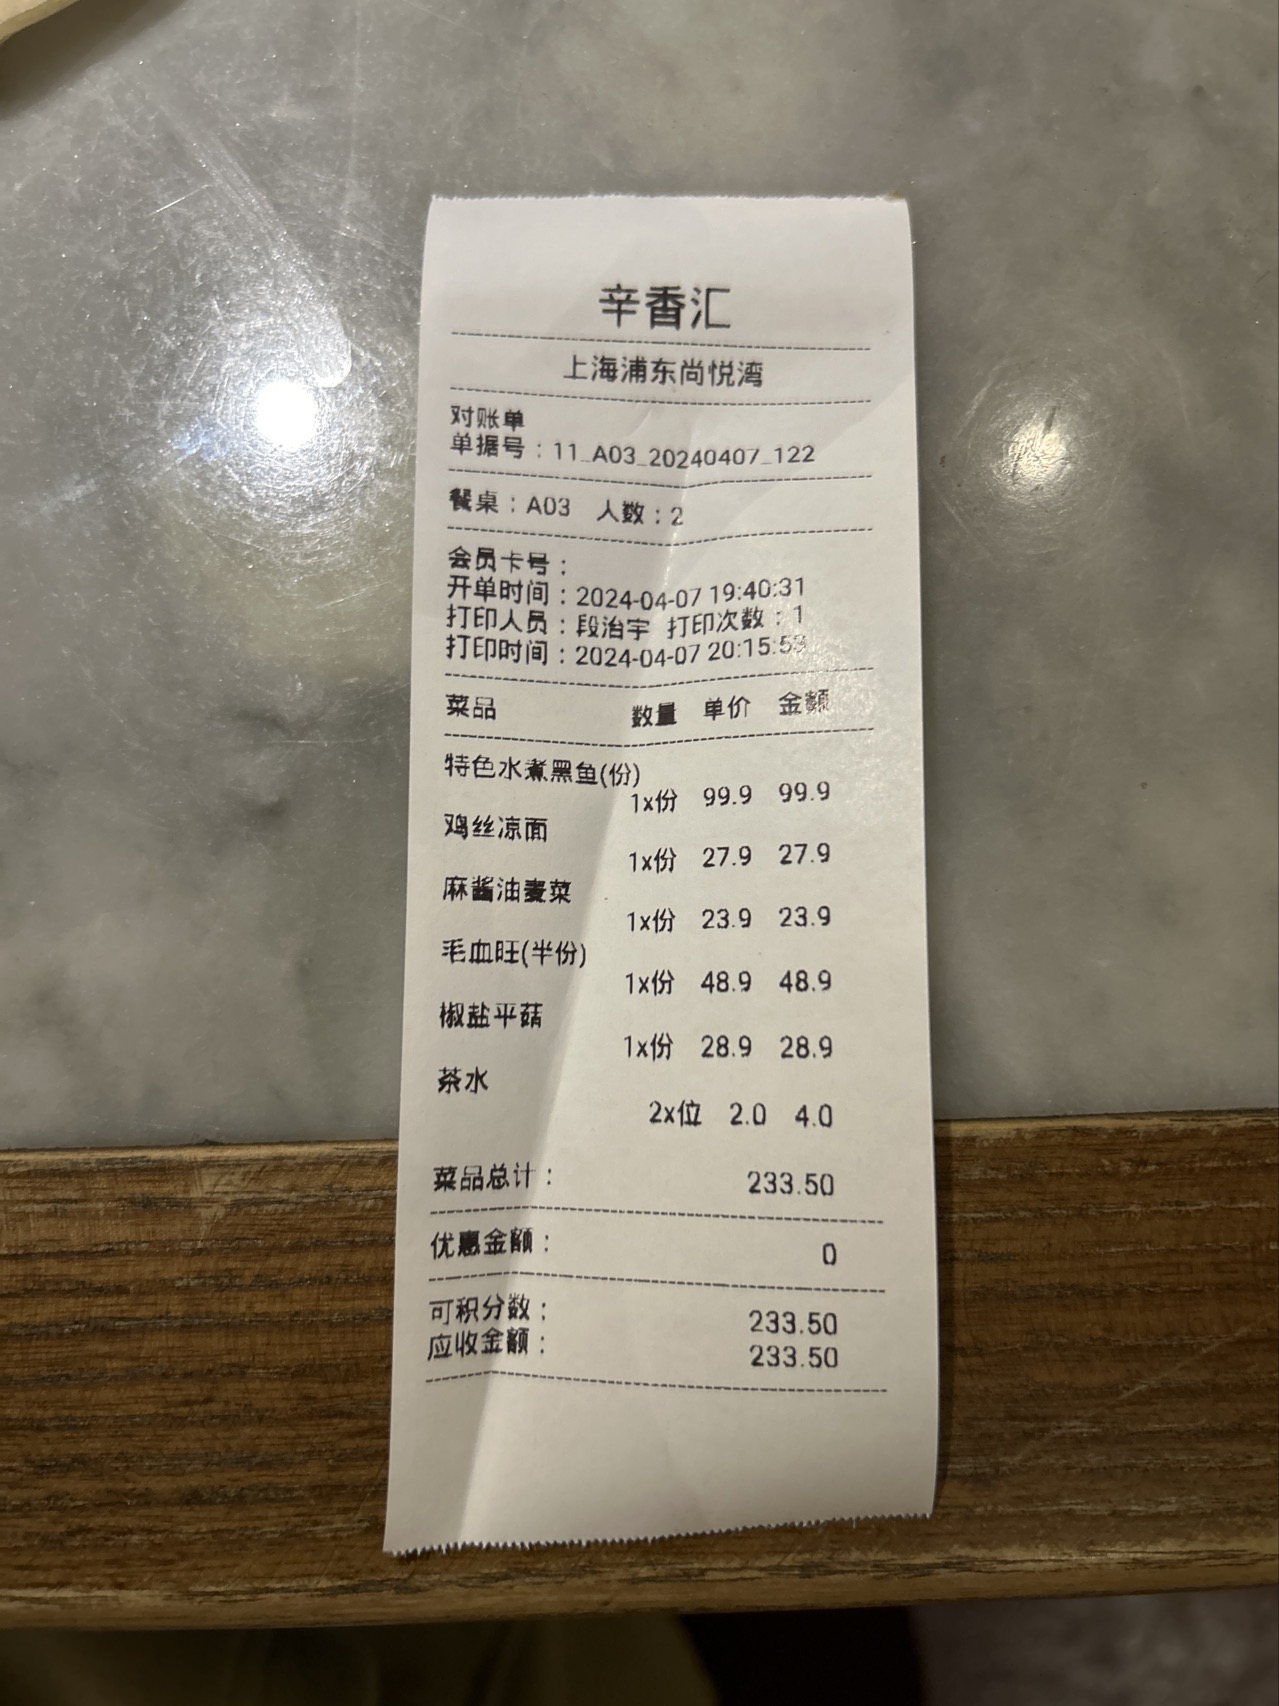 辛香汇
上海浦东尚悦湾
对账单
单据号：11_A03_20240407_122
餐桌：A03 人数：2
会员卡号：
开单时间：2024-04-07 19:40:31
打印人员：段治宇 打印次数：1
打印时间：2024-04-07 20:15:53
菜品 数量 单价 金额
特色水煮黑鱼(份)
1x份 99.9 99.9
鸡丝凉面
1x份 27.9 27.9
麻酱油麦菜
1x份 23.9 23.9
毛血旺(半份)
1x份 48.9 48.9
椒盐平菇
1x份 28.9 28.9
茶水
2x位 2.0 4.0
菜品总计： 233.50
优惠金额： 0
可积分数： 233.50
应收金额： 233.50